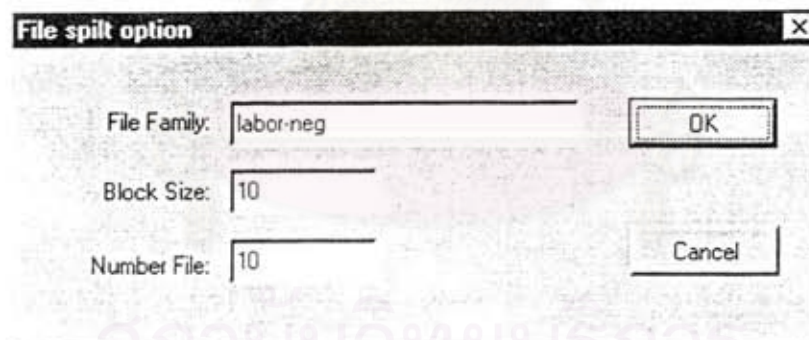 File spilt option
File Family: labor-neg OK
Block Size: 10
Number File: 10 Cancel